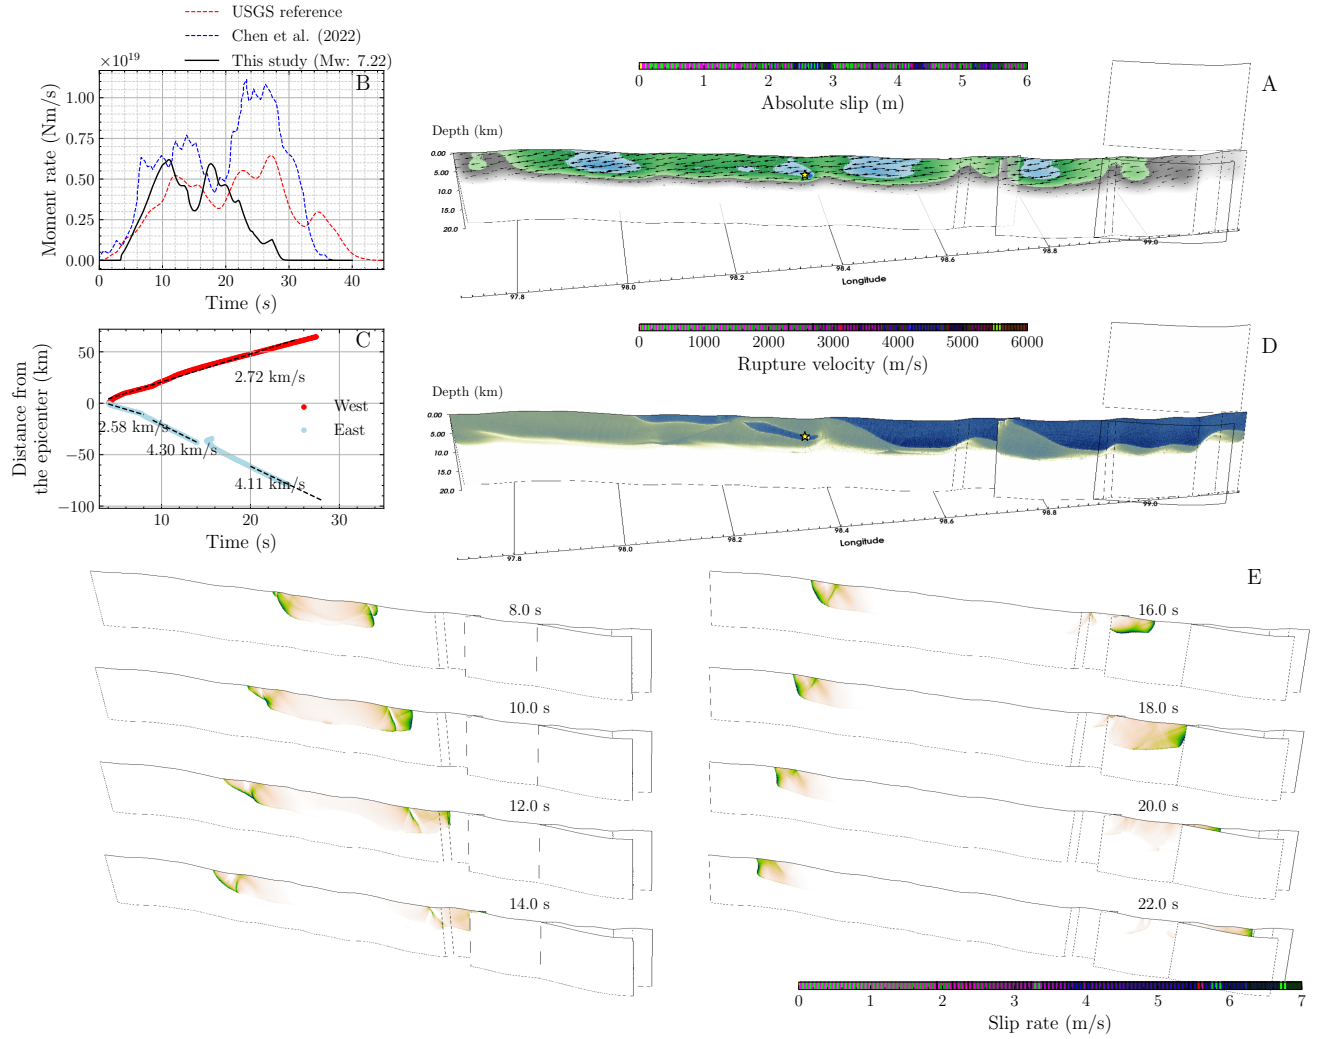 USGS reference
Chen et al. (2022)
This study (Mw: 7.22)
×10¹⁹
B
1.00
0.75
0.50
0.25
0.00
Moment rate (Nm/s)
0 10 20 30 40
Time (s)
A
0 1 2 3 4 5 6
Absolute slip (m)
Depth (km)
0.00
5.00
10.0
15.0
20.0
97.8 98.0 98.2 98.4 98.6 98.8 99.0
Longitude
C
50
0
−50
−100
Distance from
the epicenter (km)
2.72 km/s
West
East
2.58 km/s
4.30 km/s
4.11 km/s
10 20 30
Time (s)
D
0 1000 2000 3000 4000 5000 6000
Rupture velocity (m/s)
Depth (km)
0.00
5.00
10.0
15.0
20.0
97.8 98.0 98.2 98.4 98.6 98.8 99.0
Longitude
E
8.0 s
10.0 s
12.0 s
14.0 s
16.0 s
18.0 s
20.0 s
22.0 s
0 1 2 3 4 5 6 7
Slip rate (m/s)